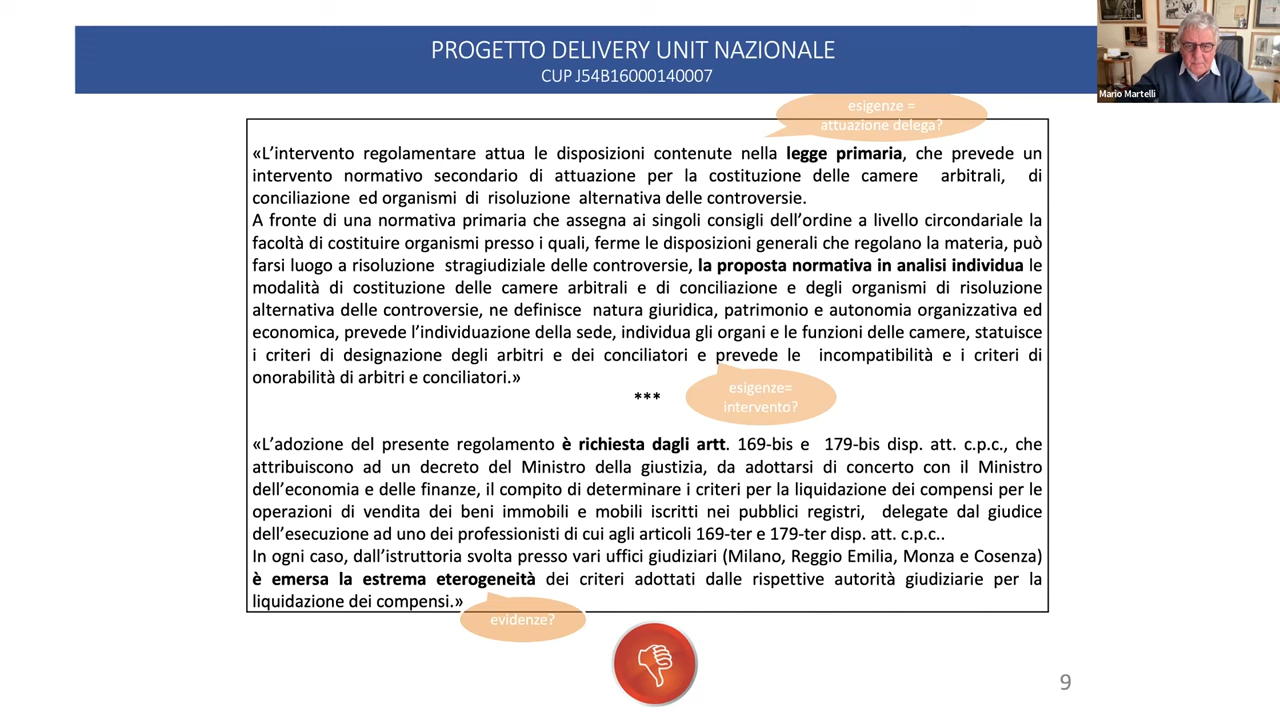 PROGETTO DELIVERY UNIT NAZIONALE
CUP J54B16000140007
Mario Martelli
esigenze =
attuazione delega?
«L’intervento regolamentare attua le disposizioni contenute nella legge primaria, che prevede un
intervento normativo secondario di attuazione per la costituzione delle camere arbitrali, di
conciliazione ed organismi di risoluzione alternativa delle controversie.
A fronte di una normativa primaria che assegna ai singoli consigli dell’ordine a livello circondariale la
facoltà di costituire organismi presso i quali, ferme le disposizioni generali che regolano la materia, può
farsi luogo a risoluzione stragiudiziale delle controversie, la proposta normativa in analisi individua le
modalità di costituzione delle camere arbitrali e di conciliazione e degli organismi di risoluzione
alternativa delle controversie, ne definisce natura giuridica, patrimonio e autonomia organizzativa ed
economica, prevede l’individuazione della sede, individua gli organi e le funzioni delle camere, statuisce
i criteri di designazione degli arbitri e dei conciliatori e prevede le incompatibilità e i criteri di
onorabilità di arbitri e conciliatori.»
esigenze=
intervento?
***
«L’adozione del presente regolamento è richiesta dagli artt. 169-bis e 179-bis disp. att. c.p.c., che
attribuiscono ad un decreto del Ministro della giustizia, da adottarsi di concerto con il Ministro
dell’economia e delle finanze, il compito di determinare i criteri per la liquidazione dei compensi per le
operazioni di vendita dei beni immobili e mobili iscritti nei pubblici registri, delegate dal giudice
dell’esecuzione ad uno dei professionisti di cui agli articoli 169-ter e 179-ter disp. att. c.p.c..
In ogni caso, dall’istruttoria svolta presso vari uffici giudiziari (Milano, Reggio Emilia, Monza e Cosenza)
è emersa la estrema eterogeneità dei criteri adottati dalle rispettive autorità giudiziarie per la
liquidazione dei compensi.»
evidenze?
9